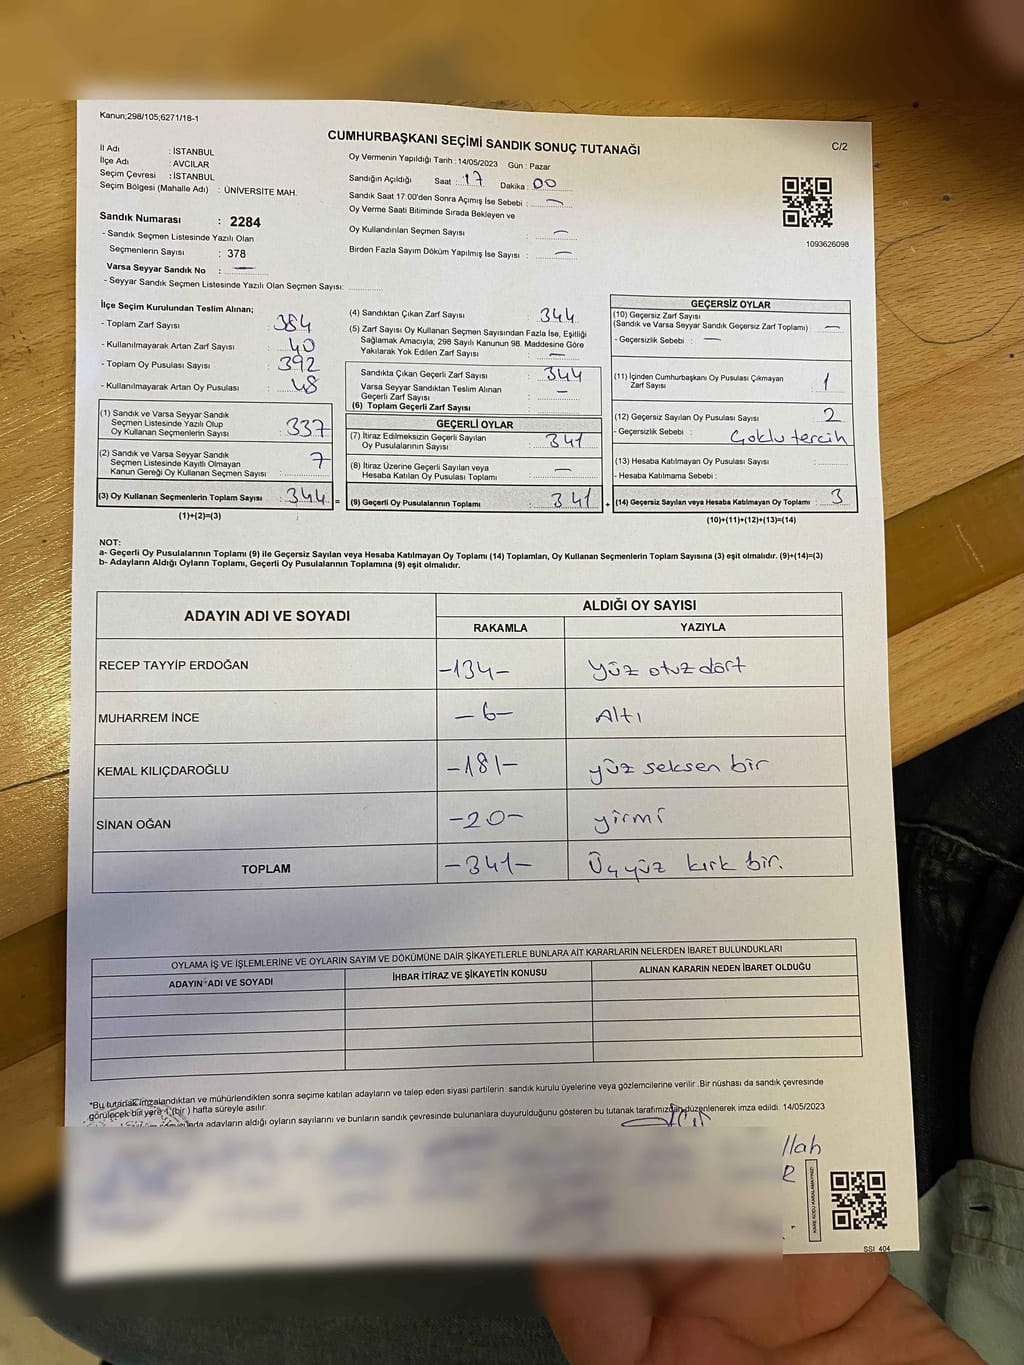 Kanun;298/105;6271/18-1
CUMHURBAŞKANI SEÇİMİ SANDIK SONUÇ TUTANAĞI
C/2
İl Adı : İSTANBUL
İlçe Adı : AVCILAR
Seçim Çevresi : İSTANBUL
Seçim Bölgesi (Mahalle Adı) : ÜNİVERSİTE MAH.
Oy Vermenin Yapıldığı Tarih : 14/05/2023 Gün : Pazar
Sandığın Açıldığı Saat : 17 Dakika : 00
Sandık Saat 17:00'den Sonra Açımış İse Sebebi : —
Oy Verme Saati Bitiminde Sırada Bekleyen ve
Oy Kullandırılan Seçmen Sayısı : —
Birden Fazla Sayım Döküm Yapılmış İse Sayısı : —
1093626098
Sandık Numarası : 2284
- Sandık Seçmen Listesinde Yazılı Olan
Seçmenlerin Sayısı : 378
Varsa Seyyar Sandık No : —
- Seyyar Sandık Seçmen Listesinde Yazılı Olan Seçmen Sayısı:
İlçe Seçim Kurulundan Teslim Alınan;
- Toplam Zarf Sayısı : 384
- Kullanılmayarak Artan Zarf Sayısı : 40
- Toplam Oy Pusulası Sayısı : 392
- Kullanılmayarak Artan Oy Pusulası : 48
(1) Sandık ve Varsa Seyyar Sandık
Seçmen Listesinde Yazılı Olup
Oy Kullanan Seçmenlerin Sayısı : 337
(2) Sandık ve Varsa Seyyar Sandık
Seçmen Listesinde Kayıtlı Olmayan
Kanun Gereği Oy Kullanan Seçmen Sayısı : 7
(3) Oy Kullanan Seçmenlerin Toplam Sayısı : 344 =
(1)+(2)=(3)
(4) Sandıktan Çıkan Zarf Sayısı : 344
(5) Zarf Sayısı Oy Kullanan Seçmen Sayısından Fazla İse, Eşitliği
Sağlamak Amacıyla; 298 Sayılı Kanunun 98. Maddesine Göre
Yakılarak Yok Edilen Zarf Sayısı : —
Sandıkta Çıkan Geçerli Zarf Sayısı : 344
Varsa Seyyar Sandıktan Teslim Alınan
Geçerli Zarf Sayısı : —
(6) Toplam Geçerli Zarf Sayısı :
GEÇERLİ OYLAR
(7) İtiraz Edilmeksizin Geçerli Sayılan
Oy Pusulalarının Sayısı : 341
(8) İtiraz Üzerine Geçerli Sayılan veya
Hesaba Katılan Oy Pusulası Toplamı : —
(9) Geçerli Oy Pusulalarının Toplamı : 341 +
GEÇERSİZ OYLAR
(10) Geçersiz Zarf Sayısı
(Sandık ve Varsa Seyyar Sandık Geçersiz Zarf Toplamı) : —
- Geçersizlik Sebebi : —
(11) İçinden Cumhurbaşkanı Oy Pusulası Çıkmayan
Zarf Sayısı : 1
(12) Geçersiz Sayılan Oy Pusulası Sayısı : 2
- Geçersizlik Sebebi : Çoklu tercih
(13) Hesaba Katılmayan Oy Pusulası Sayısı :
- Hesaba Katılmama Sebebi :
(14) Geçersiz Sayılan veya Hesaba Katılmayan Oy Toplamı : 3
(10)+(11)+(12)+(13)=(14)
NOT:
a- Geçerli Oy Pusulalarının Toplamı (9) ile Geçersiz Sayılan veya Hesaba Katılmayan Oy Toplamı (14) Toplamları, Oy Kullanan Seçmenlerin Toplam Sayısına (3) eşit olmalıdır. (9)+(14)=(3)
b- Adayların Aldığı Oyların Toplamı, Geçerli Oy Pusulalarının Toplamına (9) eşit olmalıdır.
ADAYIN ADI VE SOYADI
ALDIĞI OY SAYISI
RAKAMLA YAZIYLA
RECEP TAYYİP ERDOĞAN -134- Yüz otuz dört
MUHARREM İNCE -6- Altı
KEMAL KILIÇDAROĞLU -181- yüz seksen bir
SİNAN OĞAN -20- yirmi
TOPLAM -341- Üçyüz kırk bir.
OYLAMA İŞ VE İŞLEMLERİNE VE OYLARIN SAYIM VE DÖKÜMÜNE DAİR ŞİKAYETLERLE BUNLARA AİT KARARLARIN NELERDEN İBARET BULUNDUKLARI
ADAYIN ADI VE SOYADI İHBAR İTİRAZ VE ŞİKAYETİN KONUSU ALINAN KARARIN NEDEN İBARET OLDUĞU
*Bu tutanak imzalandıktan ve mühürlendikten sonra seçime katılan adayların ve talep eden siyasi partilerin sandık kurulu üyelerine veya gözlemcilerine verilir .Bir nüshası da sandık çevresinde
görülecek bir yere 1 (bir ) hafta süreyle asılır.
adayların aldığı oyların sayılarını ve bunların sandık çevresinde bulunanlara duyurulduğunu gösteren bu tutanak tarafımızdan düzenlenerek imza edildi. 14/05/2023
llah
R
SSI 404